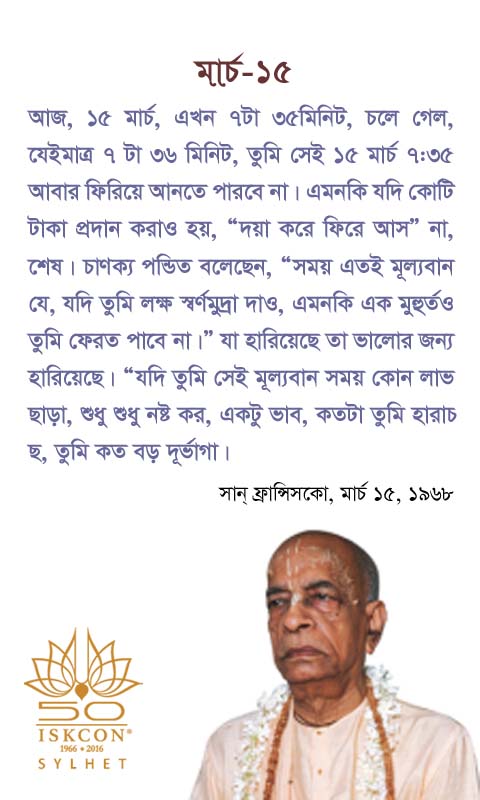 মার্চ-১৫
আজ, ১৫ মার্চ, এখন ৭টা ৩৫মিনিট, চলে গেল,
যেইমাত্র ৭ টা ৩৬ মিনিট, তুমি সেই ১৫ মার্চ ৭:৩৫
আবার ফিরিয়ে আনতে পারবে না। এমনকি যদি কোটি
টাকা প্রদান করাও হয়, “দয়া করে ফিরে আস” না,
শেষ। চাণক্য পন্ডিত বলেছেন, “সময় এতই মূল্যবান
যে, যদি তুমি লক্ষ স্বর্ণমুদ্রা দাও, এমনকি এক মুহুর্তও
তুমি ফেরত পাবে না।” যা হারিয়েছে তা ভালোর জন্য
হারিয়েছে। “যদি তুমি সেই মূল্যবান সময় কোন লাভ
ছাড়া, শুধু শুধু নষ্ট কর, একটু ভাব, কতটা তুমি হারাচ
ছ, তুমি কত বড় দূর্ভাগা।
সান্ ফ্রান্সিসকো, মার্চ ১৫, ১৯৬৮
50
ISKCON®
1966 • 2016
SYLHET